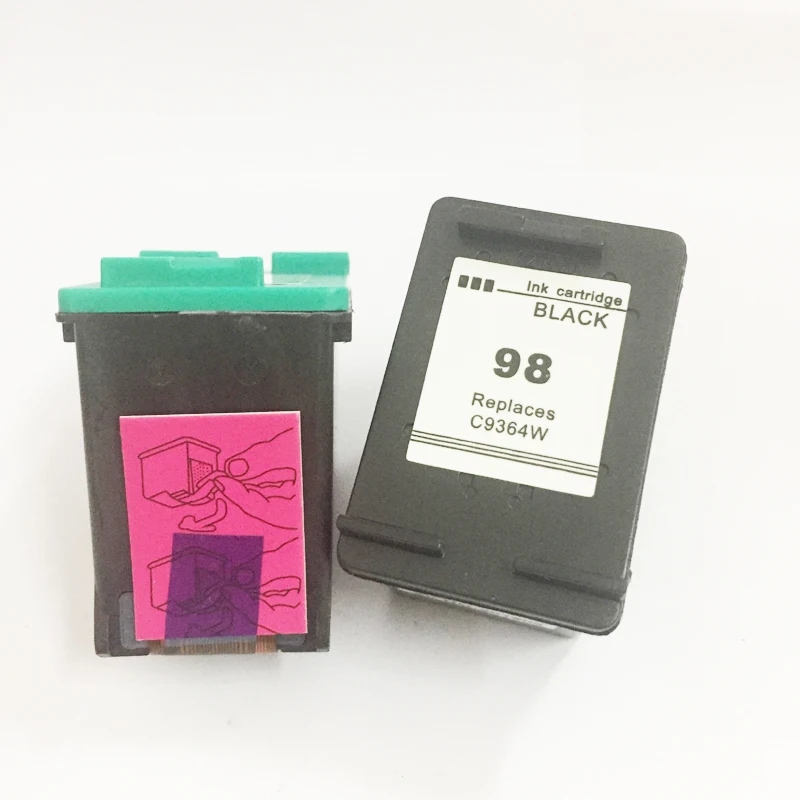 Ink cartridge
BLACK
98
Replaces
C9364W